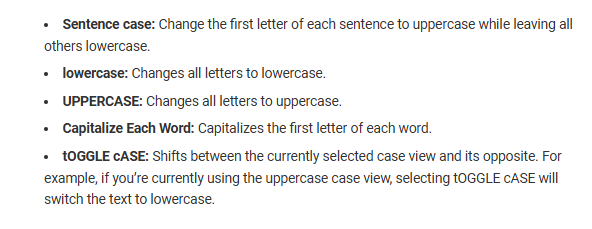 • Sentence case: Change the first letter of each sentence to uppercase while leaving all
others lowercase.
• lowercase: Changes all letters to lowercase.
• UPPERCASE: Changes all letters to uppercase.
• Capitalize Each Word: Capitalizes the first letter of each word.
• tOGGLE cASE: Shifts between the currently selected case view and its opposite. For
example, if you’re currently using the uppercase case view, selecting tOGGLE cASE will
switch the text to lowercase.